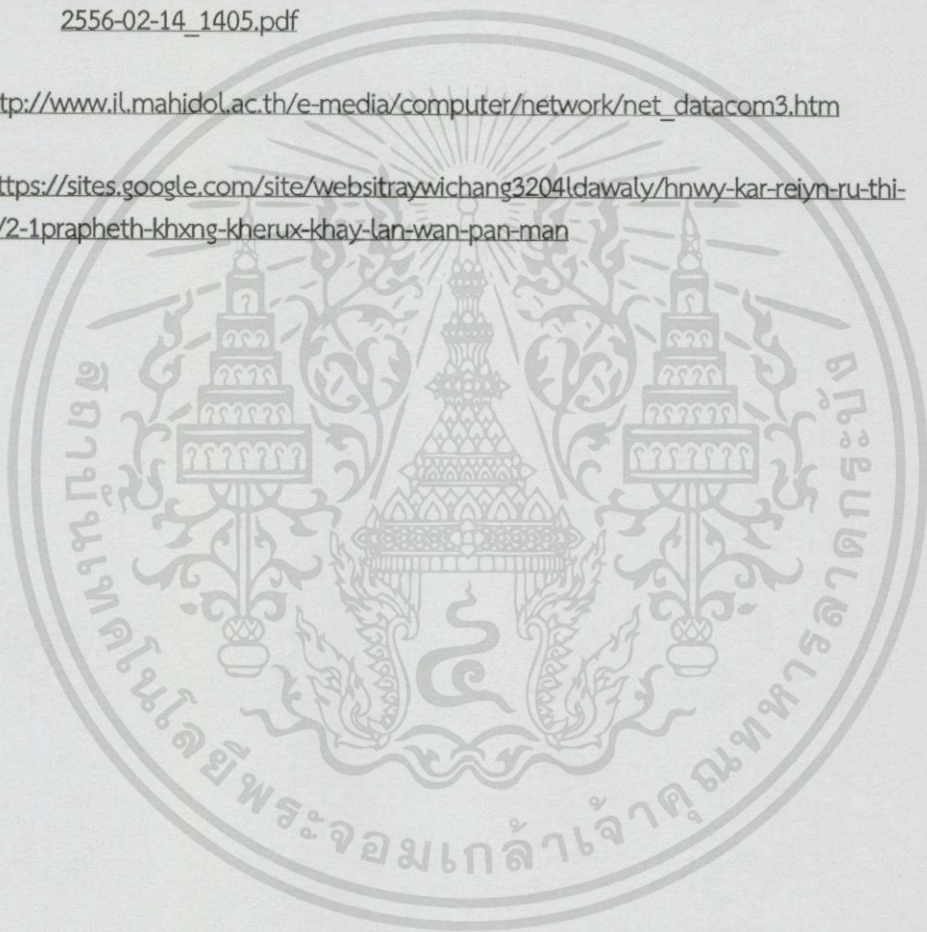 2556-02-14_1405.pdf
tp://www.il.mahidol.ac.th/e-media/computer/network/net_datacom3.htm
ttps://sites.google.com/site/websitraywichang3204ldawaly/hnwy-kar-reiyn-ru-thi-
/2-1prapheth-khxng-kherux-khay-lan-wan-pan-man
สถาบันเทคโนโลยีพระจอมเกล้าเจ้าคุณทหารลาดกระบัง